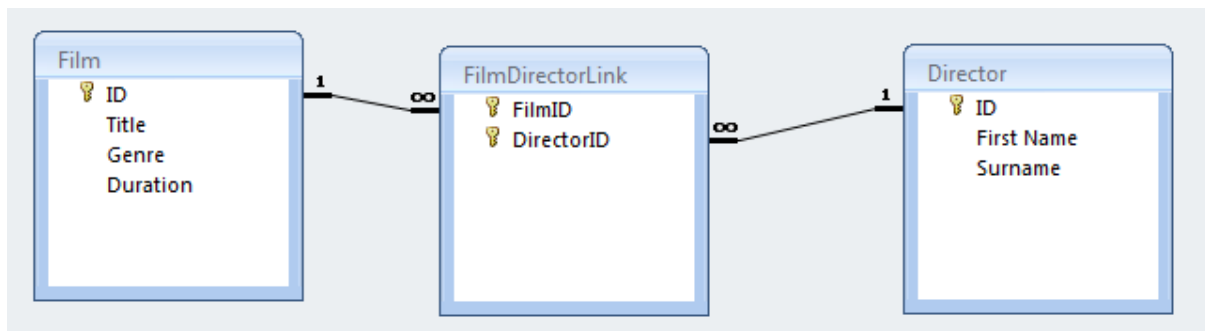 Film
ID
Title
Genre
Duration
1
∞
FilmDirectorLink
FilmID
DirectorID
∞
1
Director
ID
First Name
Surname